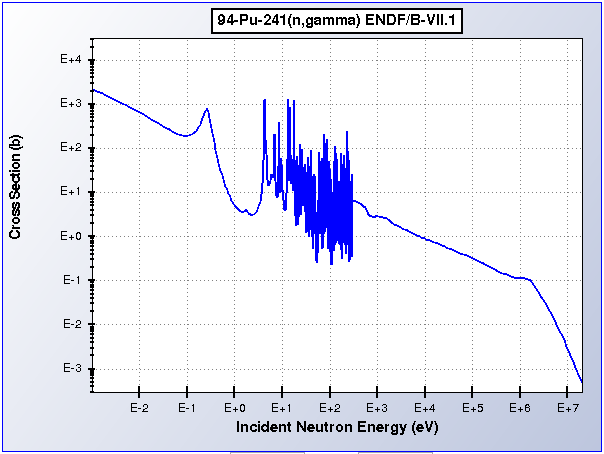 94-Pu-241(n,gamma) ENDF/B-VII.1
E+4
E+3
E+2
E+1
E+0
E-1
E-2
E-3
Cross Section (b)
E-2 E-1 E+0 E+1 E+2 E+3 E+4 E+5 E+6 E+7
Incident Neutron Energy (eV)